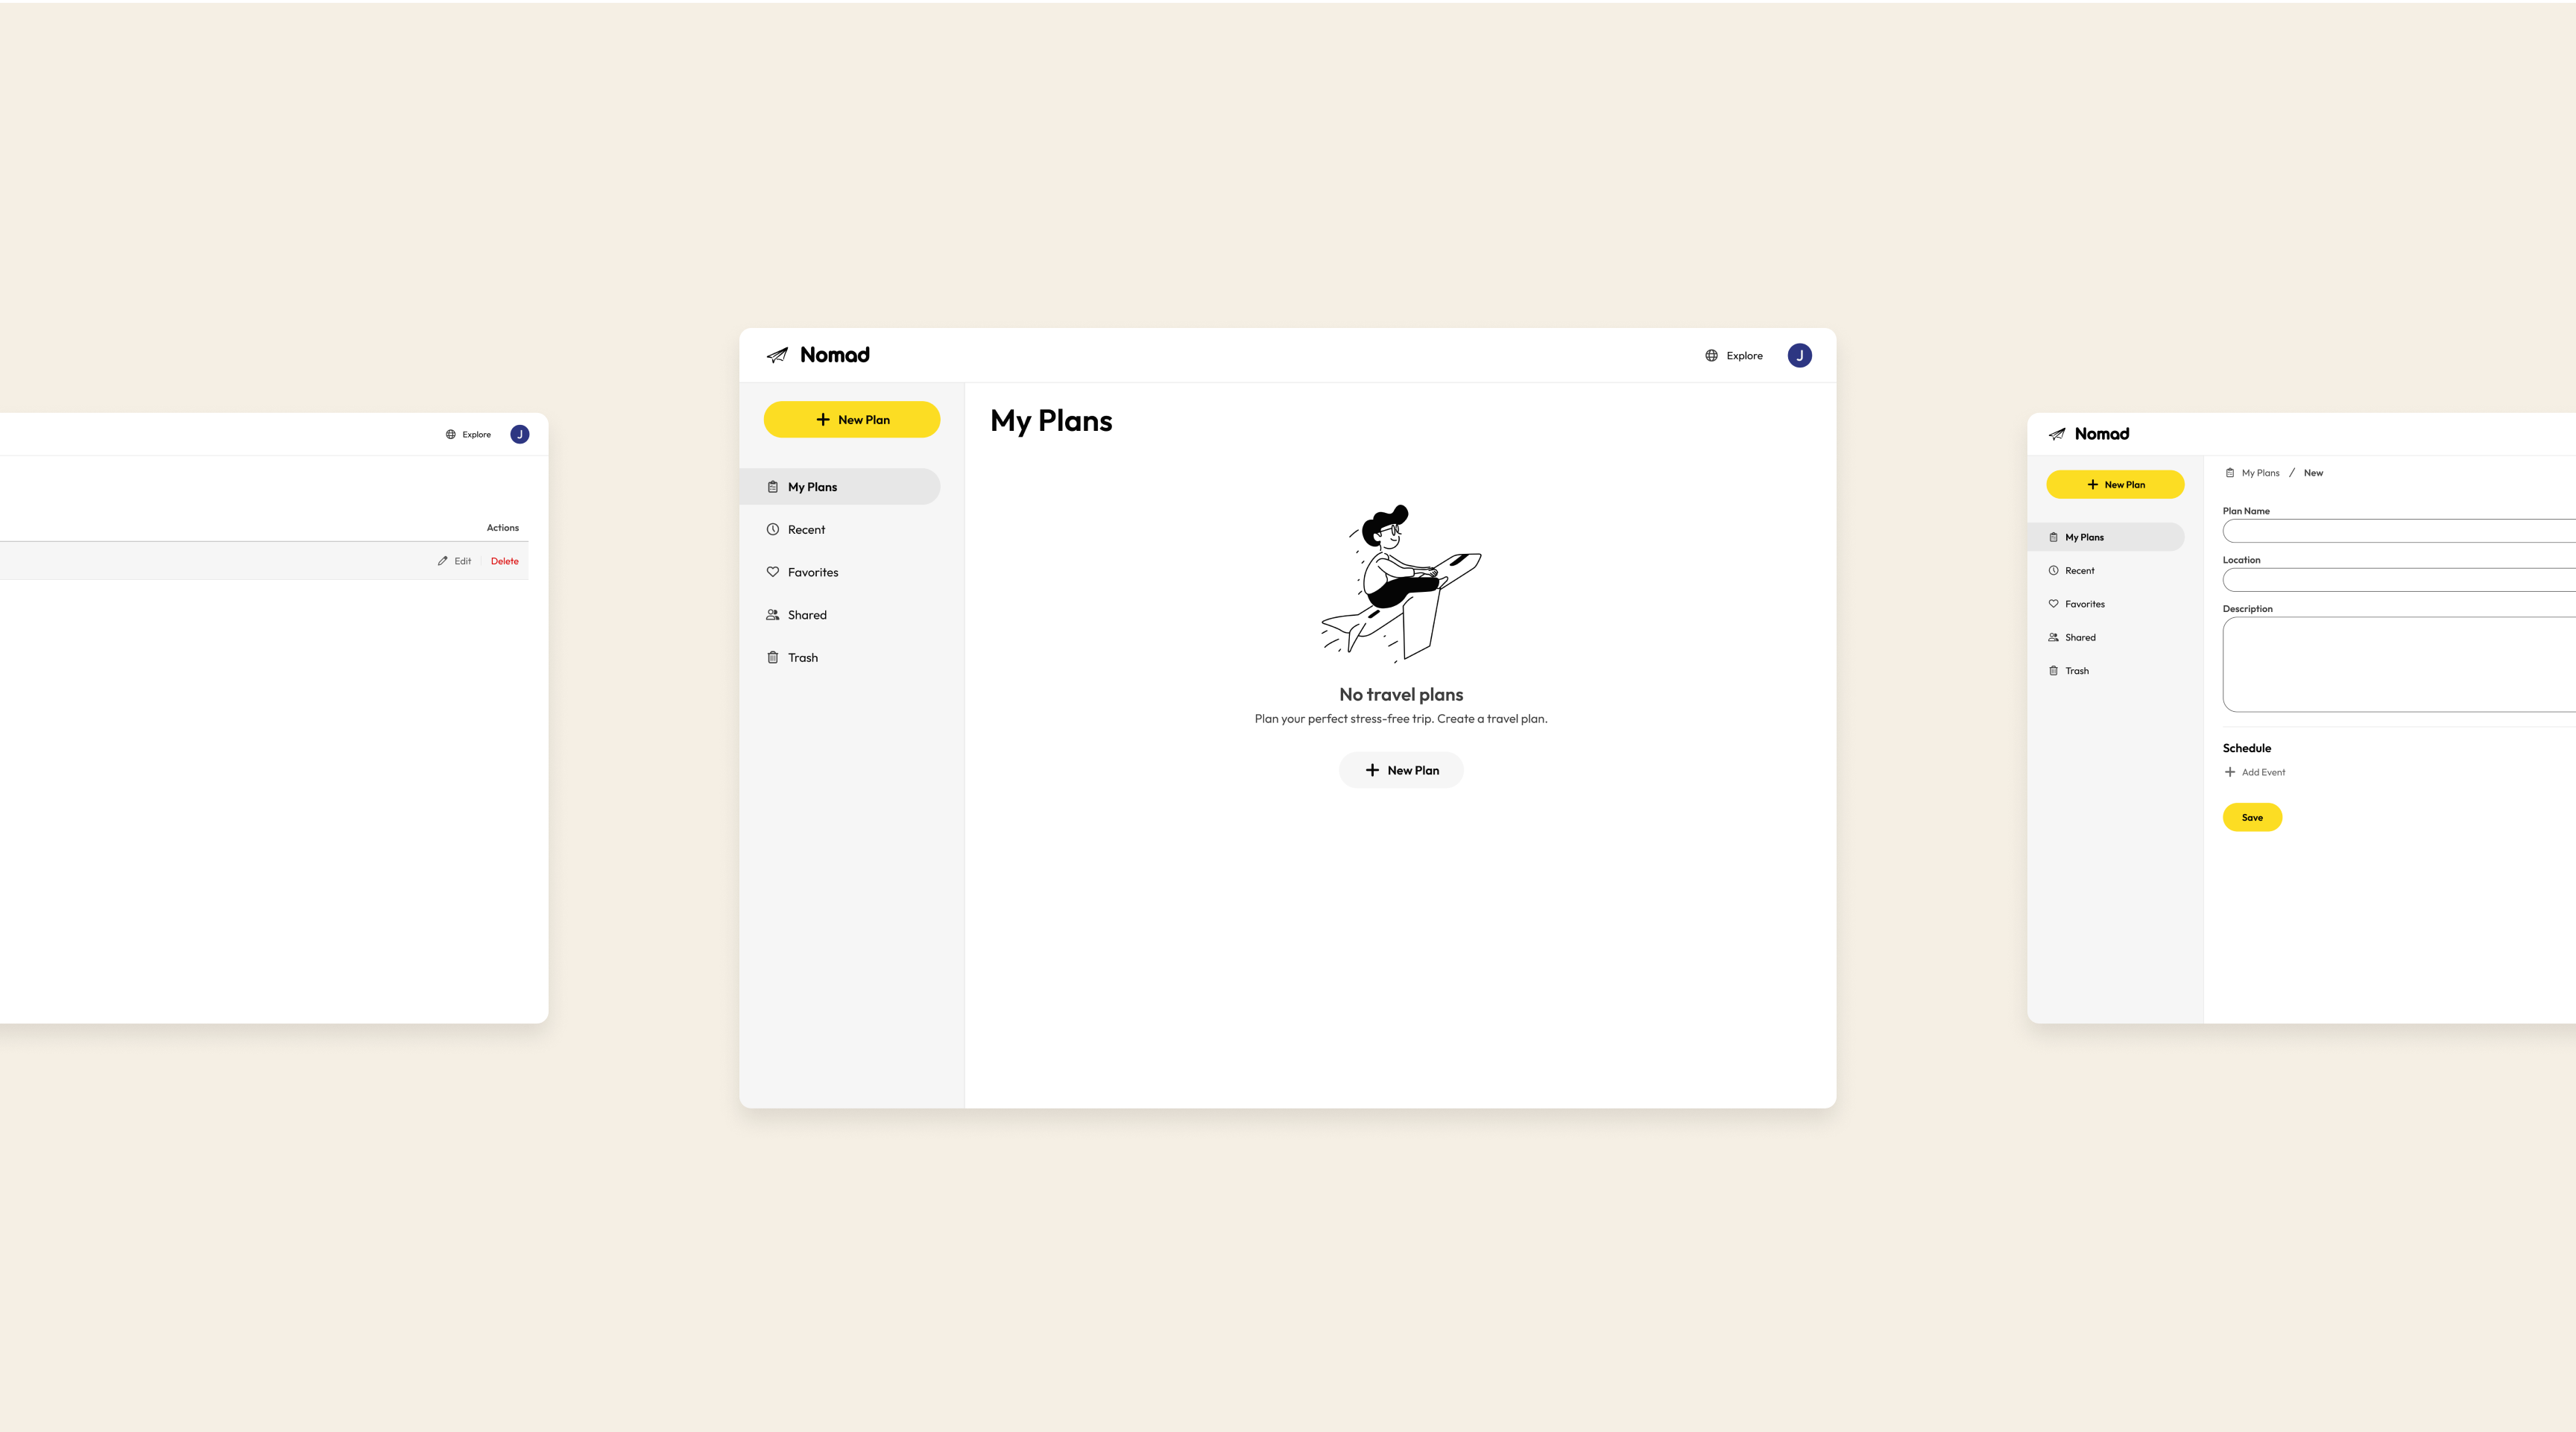 Explore
J
Actions
Edit Delete
Nomad
Explore
J
New Plan
My Plans
Recent
Favorites
Shared
Trash
My Plans
No travel plans
Plan your perfect stress-free trip. Create a travel plan.
New Plan
Nomad
New Plan
My Plans
Recent
Favorites
Shared
Trash
My Plans / New
Plan Name
Location
Description
Schedule
Add Event
Save